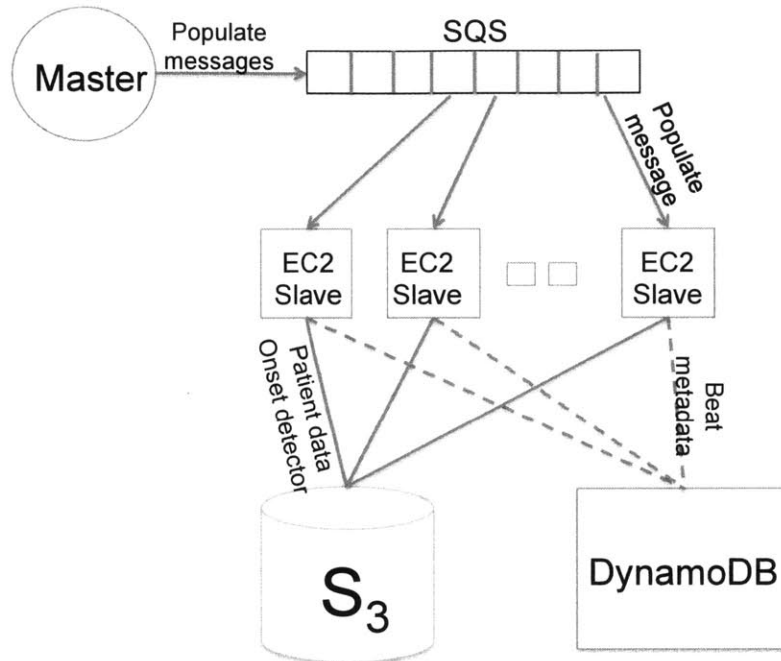 Populate
messages
Master
SQS
Populate
message
EC2
Slave
EC2
Slave
EC2
Slave
Patient data
Onset detector
Beat
metadata
S3
DynamoDB